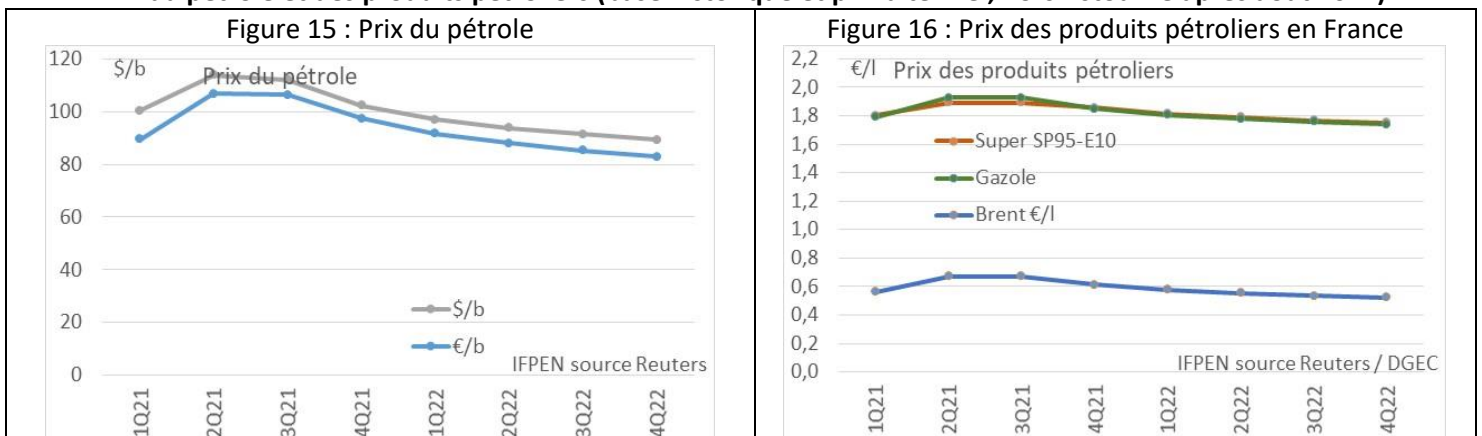 Figure 15 : Prix du pétrole
$/b
Prix du pétrole
120
100
80
60
40
20
0
$/b
€/b
IFPEN source Reuters
1Q21
2Q21
3Q21
4Q21
1Q22
2Q22
3Q22
4Q22
Figure 16 : Prix des produits pétroliers en France
€/l Prix des produits pétroliers
2,2
2,0
1,8
1,6
1,4
1,2
1,0
0,8
0,6
0,4
0,2
0,0
Super SP95-E10
Gazole
Brent €/l
IFPEN source Reuters / DGEC
1Q21
2Q21
3Q21
4Q21
1Q22
2Q22
3Q22
4Q22